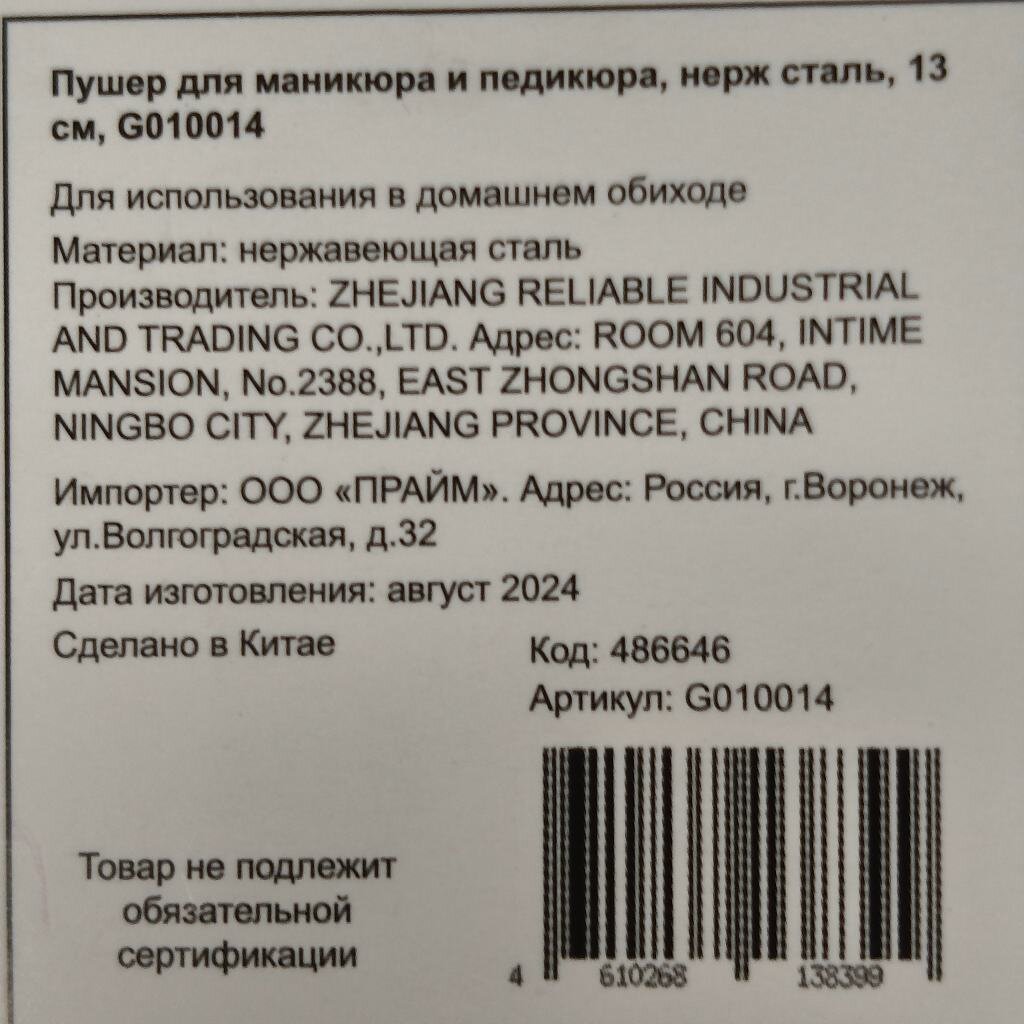 Пушер для маникюра и педикюра, нерж сталь, 13
см, G010014
Для использования в домашнем обиходе
Материал: нержавеющая сталь
Производитель: ZHEJIANG RELIABLE INDUSTRIAL
AND TRADING CO.,LTD. Адрес: ROOM 604, INTIME
MANSION, No.2388, EAST ZHONGSHAN ROAD,
NINGBO CITY, ZHEJIANG PROVINCE, CHINA
Импортер: ООО «ПРАЙМ». Адрес: Россия, г.Воронеж,
ул.Волгоградская, д.32
Дата изготовления: август 2024
Сделано в Китае
Код: 486646
Артикул: G010014
Товар не подлежит
обязательной
сертификации
4 610268 138399